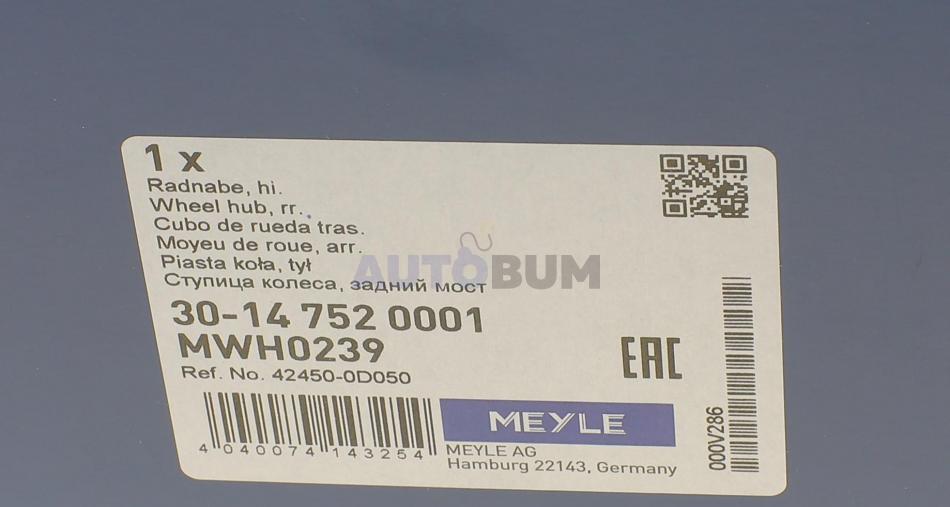 1 x
Radnabe, hi.
Wheel hub, rr.
Cubo de rueda tras.
Moyeu de roue, arr.
Piasta koła, tył
Ступица колеса, задний мост
AUTOBUM
30-14 752 0001
MWH0239
Ref. No. 42450-0D050
EAC
4 040074 143254
MEYLE
MEYLE AG
Hamburg 22143, Germany
000V286